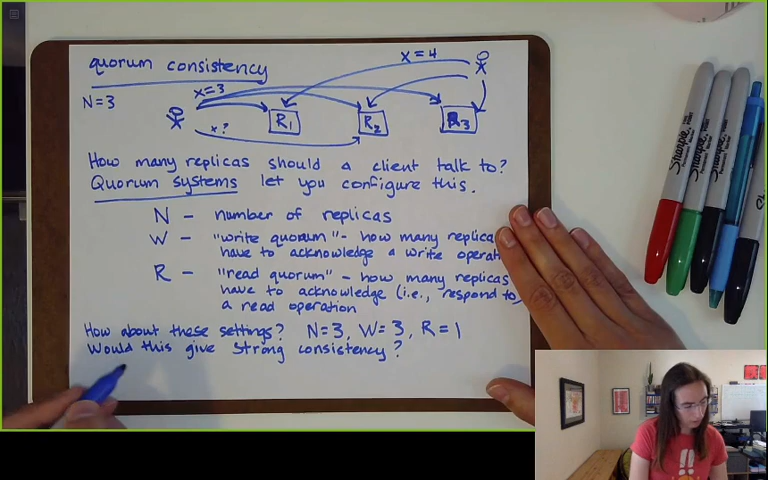 quorum consistency
x=4
N=3
x=3
R1
R2
R3
x?
How many replicas should a client talk to?
Quorum systems let you configure this.
N - number of replicas
W - "write quorum" - how many
have to acknowledge a write
R - "read quorum" - how many replicas
have to acknowledge (i.e., respond to)
a read operation
How about these settings? N=3, W=3, R=1
Would this give strong consistency?
Sharpie
Sharpie
Sharpie